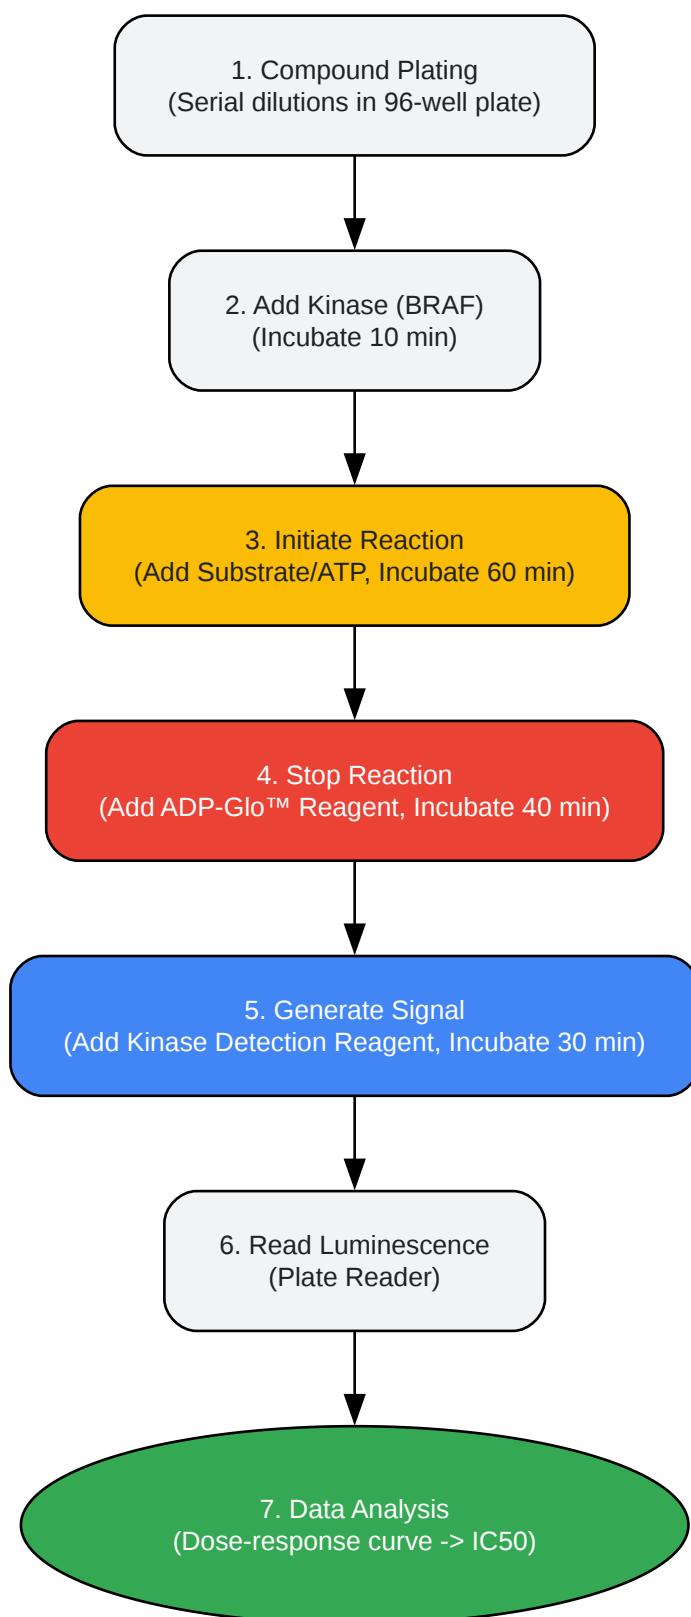 1. Compound Plating
(Serial dilutions in 96-well plate)
2. Add Kinase (BRAF)
(Incubate 10 min)
3. Initiate Reaction
(Add Substrate/ATP, Incubate 60 min)
4. Stop Reaction
(Add ADP-Glo™ Reagent, Incubate 40 min)
5. Generate Signal
(Add Kinase Detection Reagent, Incubate 30 min)
6. Read Luminescence
(Plate Reader)
7. Data Analysis
(Dose-response curve -> IC50)